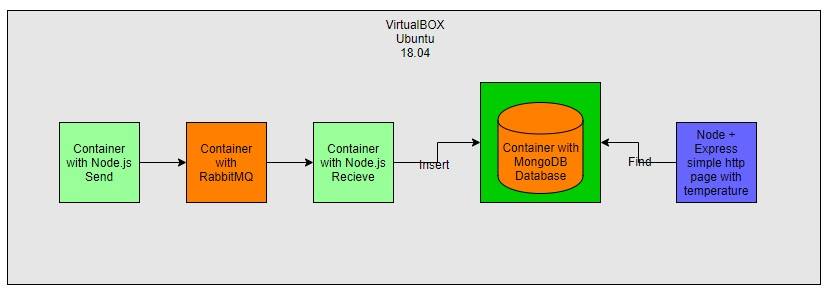 VirtualBOX
Ubuntu
18.04
Container
with Node.js
Send
Container
with
RabbitMQ
Container
with Node.js
Recieve
Insert
Container with
MongoDB
Database
Find
Node +
Express
simple http
page with
temperature